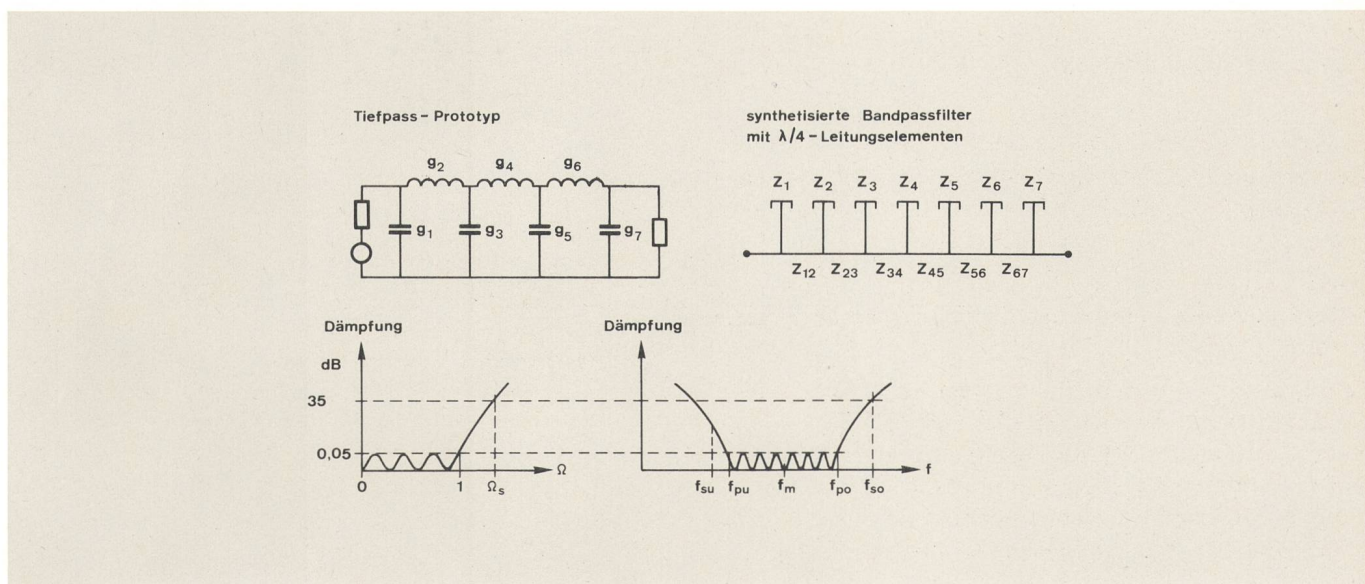 Tiefpass – Prototyp
g2 g4 g6
g1 g3 g5 g7
synthetisierte Bandpassfilter
mit λ/4 – Leitungselementen
Z1 Z2 Z3 Z4 Z5 Z6 Z7
Z12 Z23 Z34 Z45 Z56 Z67
Dämpfung
dB
35
0,05
0 1 Ωs Ω
Dämpfung
fsu fpu fm fpo fso f